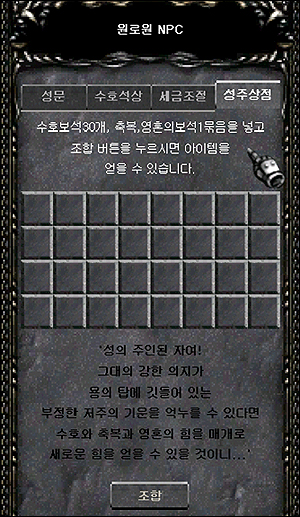 원로원 NPC
성문 수호석상 세금조절 성주상점
수호보석30개, 축복,영혼의보석1묶음을 넣고
조합 버튼을 누르시면 아이템을
얻을 수 있습니다.
'성의 주인된 자여!
그대의 강한 의지가
용의 탑에 깃들어 있는
부정한 저주의 기운을 억누를 수 있다면
수호와 축복과 영혼의 힘을 매개로
새로운 힘을 얻을 수 있을 것이니...'
조합